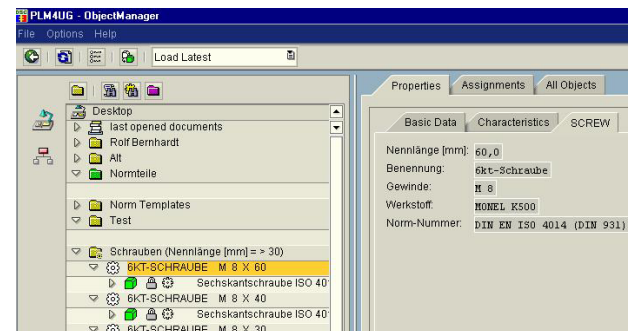 PLM4UG - ObjectManager
File Options Help
Load Latest
Properties Assignments All Objects
Desktop
last opened documents
Rolf Bernhardt
Alt
Normteile
Norm Templates
Test
Schrauben (Nennlänge [mm] = > 30)
6KT-SCHRAUBE M 8 X 60
Sechskantschraube ISO 40
6KT-SCHRAUBE M 8 X 40
Sechskantschraube ISO 40
6KT-SCHRAUBE M 8 X 30
Basic Data Characteristics SCREW
Nennlänge [mm]: 60,0
Benennung: 6kt-Schraube
Gewinde: M 8
Werkstoff: MONEL K500
Norm-Nummer: DIN EN ISO 4014 (DIN 931)